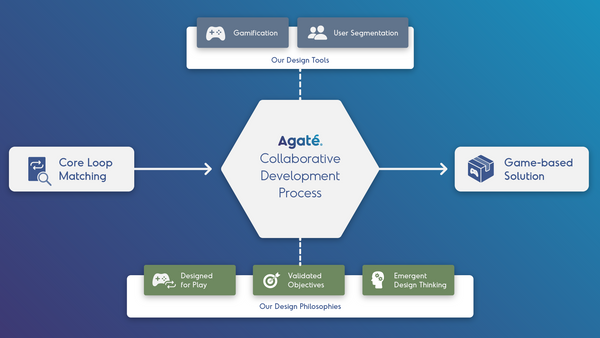 Gamification
User Segmentation
Our Design Tools
Core Loop
Matching
Agaté.
Collaborative
Development
Process
Game-based
Solution
Designed
for Play
Validated
Objectives
Emergent
Design Thinking
Our Design Philosophies